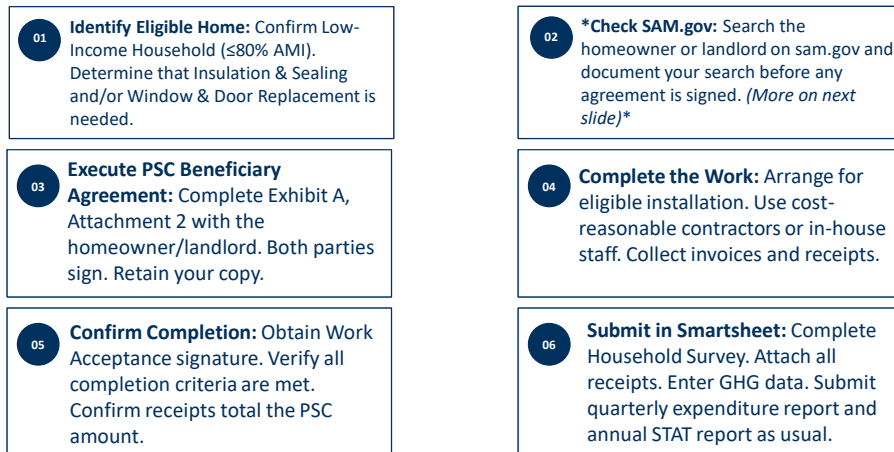 01
Identify Eligible Home: Confirm Low-
Income Household (≤80% AMI).
Determine that Insulation & Sealing
and/or Window & Door Replacement is
needed.
02
*Check SAM.gov: Search the
homeowner or landlord on sam.gov and
document your search before any
agreement is signed. (More on next
slide)*
03
Execute PSC Beneficiary
Agreement: Complete Exhibit A,
Attachment 2 with the
homeowner/landlord. Both parties
sign. Retain your copy.
04
Complete the Work: Arrange for
eligible installation. Use cost-
reasonable contractors or in-house
staff. Collect invoices and receipts.
05
Confirm Completion: Obtain Work
Acceptance signature. Verify all
completion criteria are met.
Confirm receipts total the PSC
amount.
06
Submit in Smartsheet: Complete
Household Survey. Attach all
receipts. Enter GHG data. Submit
quarterly expenditure report and
annual STAT report as usual.